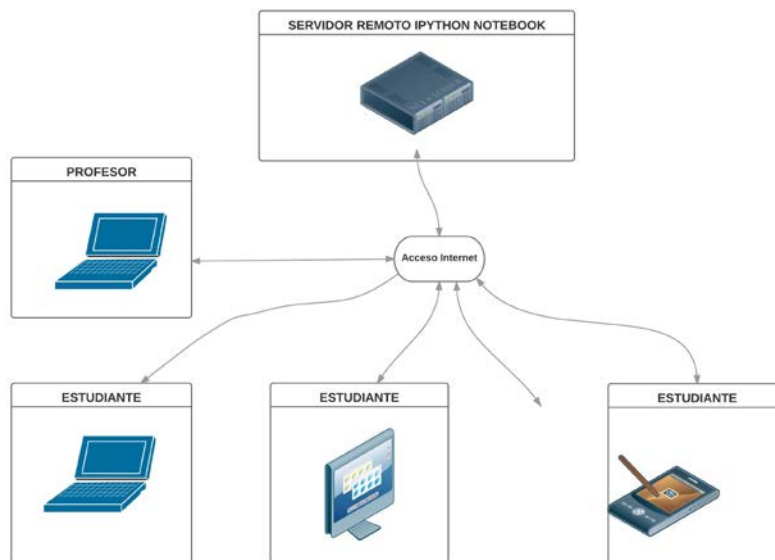 SERVIDOR REMOTO IPYTHON NOTEBOOK
PROFESOR
Acceso Internet
ESTUDIANTE
ESTUDIANTE
ESTUDIANTE